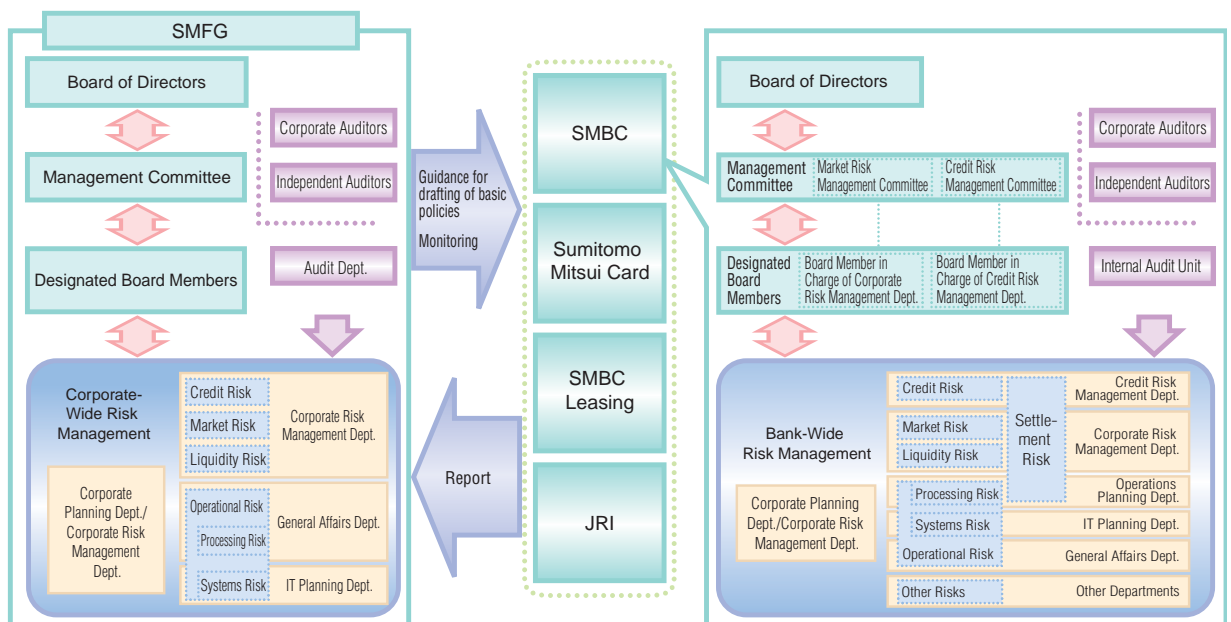 SMFG
Board of Directors
Corporate Auditors
Management Committee
Independent Auditors
Designated Board Members
Audit Dept.
Corporate-
Wide Risk
Management
Corporate
Planning Dept./
Corporate Risk
Management
Dept.
Credit Risk
Market Risk
Liquidity Risk
Corporate Risk
Management Dept.
Operational Risk
Processing Risk
General Affairs Dept.
Systems Risk
IT Planning Dept.
Guidance for
drafting of basic
policies
Monitoring
Report
SMBC
Sumitomo
Mitsui Card
SMBC
Leasing
JRI
Board of Directors
Corporate Auditors
Management
Committee
Market Risk
Management Committee
Credit Risk
Management Committee
Independent Auditors
Designated
Board
Members
Board Member in
Charge of Corporate
Risk Management Dept.
Board Member in
Charge of Credit Risk
Management Dept.
Internal Audit Unit
Bank-Wide
Risk Management
Corporate Planning
Dept./Corporate Risk
Management Dept.
Credit Risk
Credit Risk
Management Dept.
Market Risk
Liquidity Risk
Settle-
ment
Risk
Corporate Risk
Management Dept.
Processing Risk
Operations
Planning Dept.
Systems Risk
IT Planning Dept.
Operational Risk
General Affairs Dept.
Other Risks
Other Departments